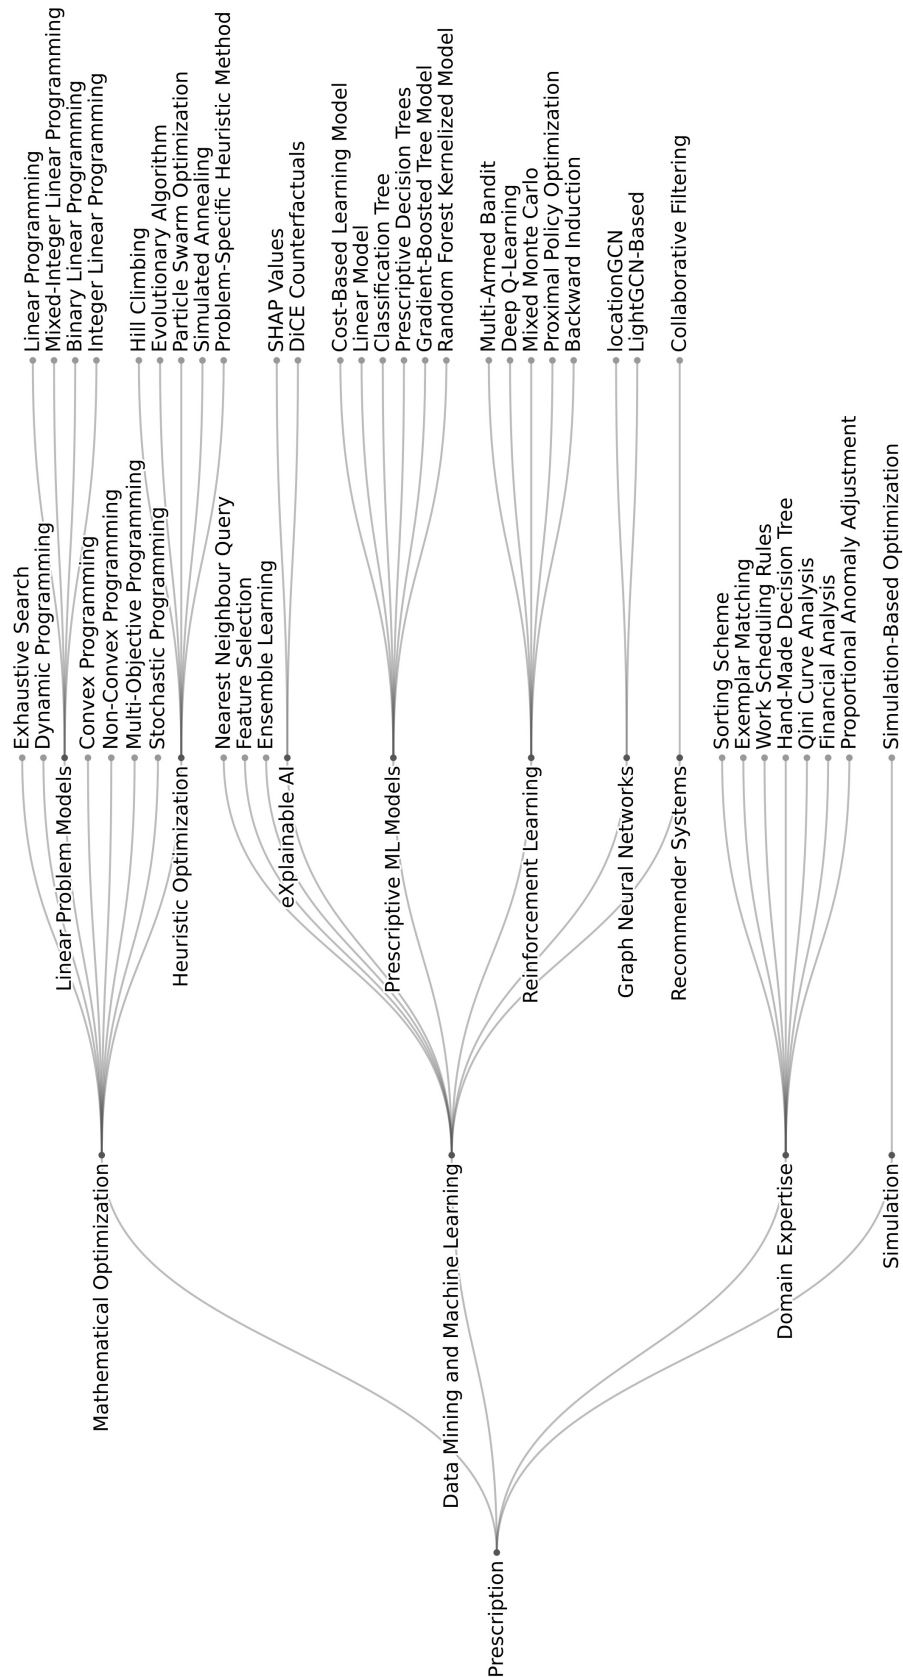 Prescription
Mathematical Optimization
Exhaustive Search
Dynamic Programming
Linear Problem Models
Linear Programming
Mixed-Integer Linear Programming
Binary Linear Programming
Integer Linear Programming
Convex Programming
Non-Convex Programming
Multi-Objective Programming
Stochastic Programming
Heuristic Optimization
Hill Climbing
Evolutionary Algorithm
Particle Swarm Optimization
Simulated Annealing
Problem-Specific Heuristic Method
Data Mining and Machine Learning
Nearest Neighbour Query
Feature Selection
Ensemble Learning
eXplainable AI
SHAP Values
DiCE Counterfactuals
Prescriptive ML Models
Cost-Based Learning Model
Linear Model
Classification Tree
Prescriptive Decision Trees
Gradient-Boosted Tree Model
Random Forest Kernelized Model
Reinforcement Learning
Multi-Armed Bandit
Deep Q-Learning
Mixed Monte Carlo
Proximal Policy Optimization
Backward Induction
Graph Neural Networks
locationGCN
LightGCN-Based
Recommender Systems
Collaborative Filtering
Domain Expertise
Sorting Scheme
Exemplar Matching
Work Scheduling Rules
Hand-Made Decision Tree
Qini Curve Analysis
Financial Analysis
Proportional Anomaly Adjustment
Simulation
Simulation-Based Optimization